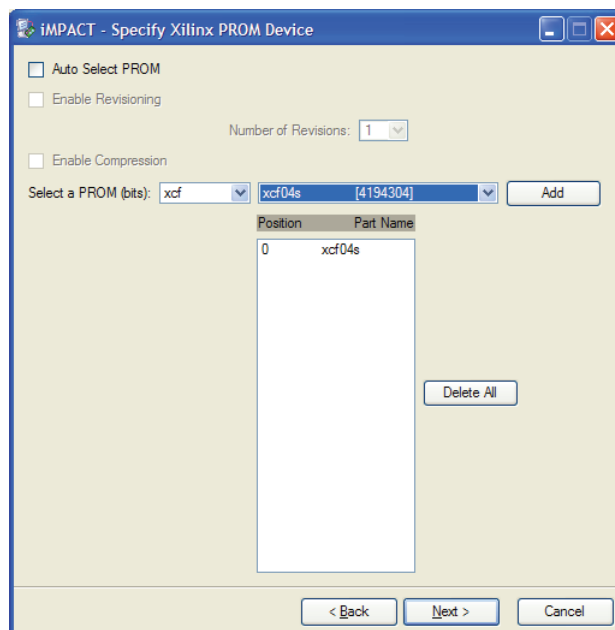 iMPACT - Specify Xilinx PROM Device
Auto Select PROM
Enable Revisioning
Number of Revisions: 1
Enable Compression
Select a PROM (bits): xcf xcf04s [4194304] Add
Position Part Name
0 xcf04s
Delete All
< Back Next > Cancel